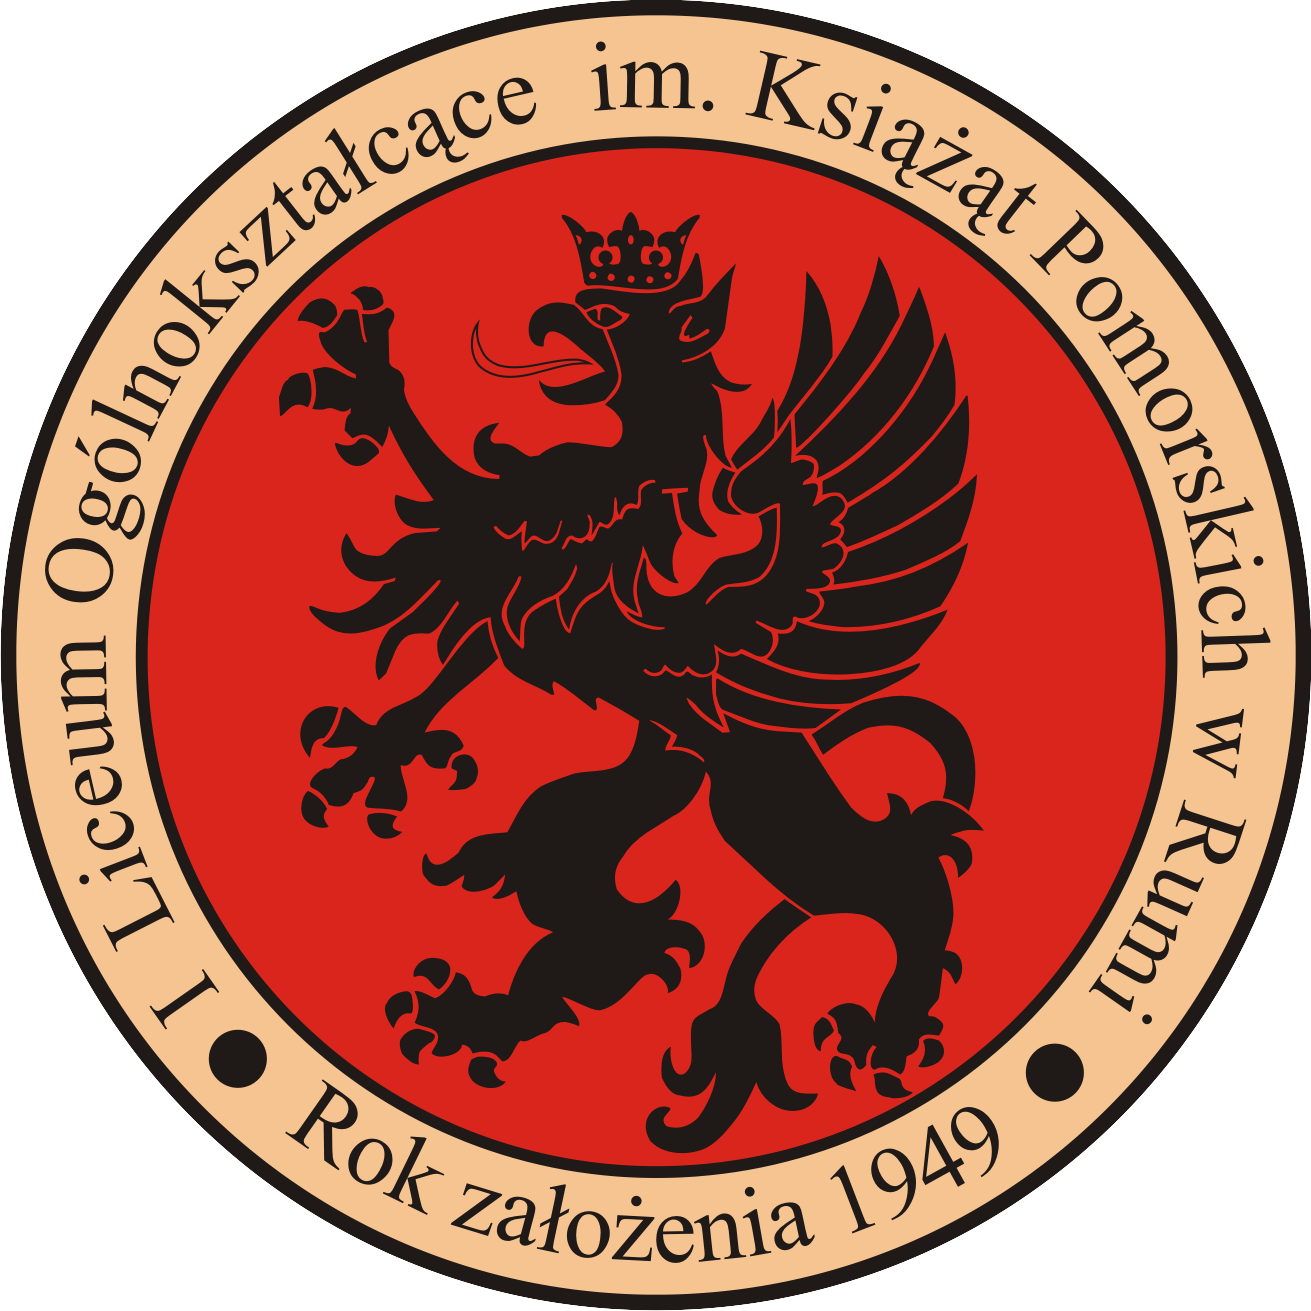 I Liceum Ogólnokształcące im. Książąt Pomorskich w Rumi
Rok założenia 1949